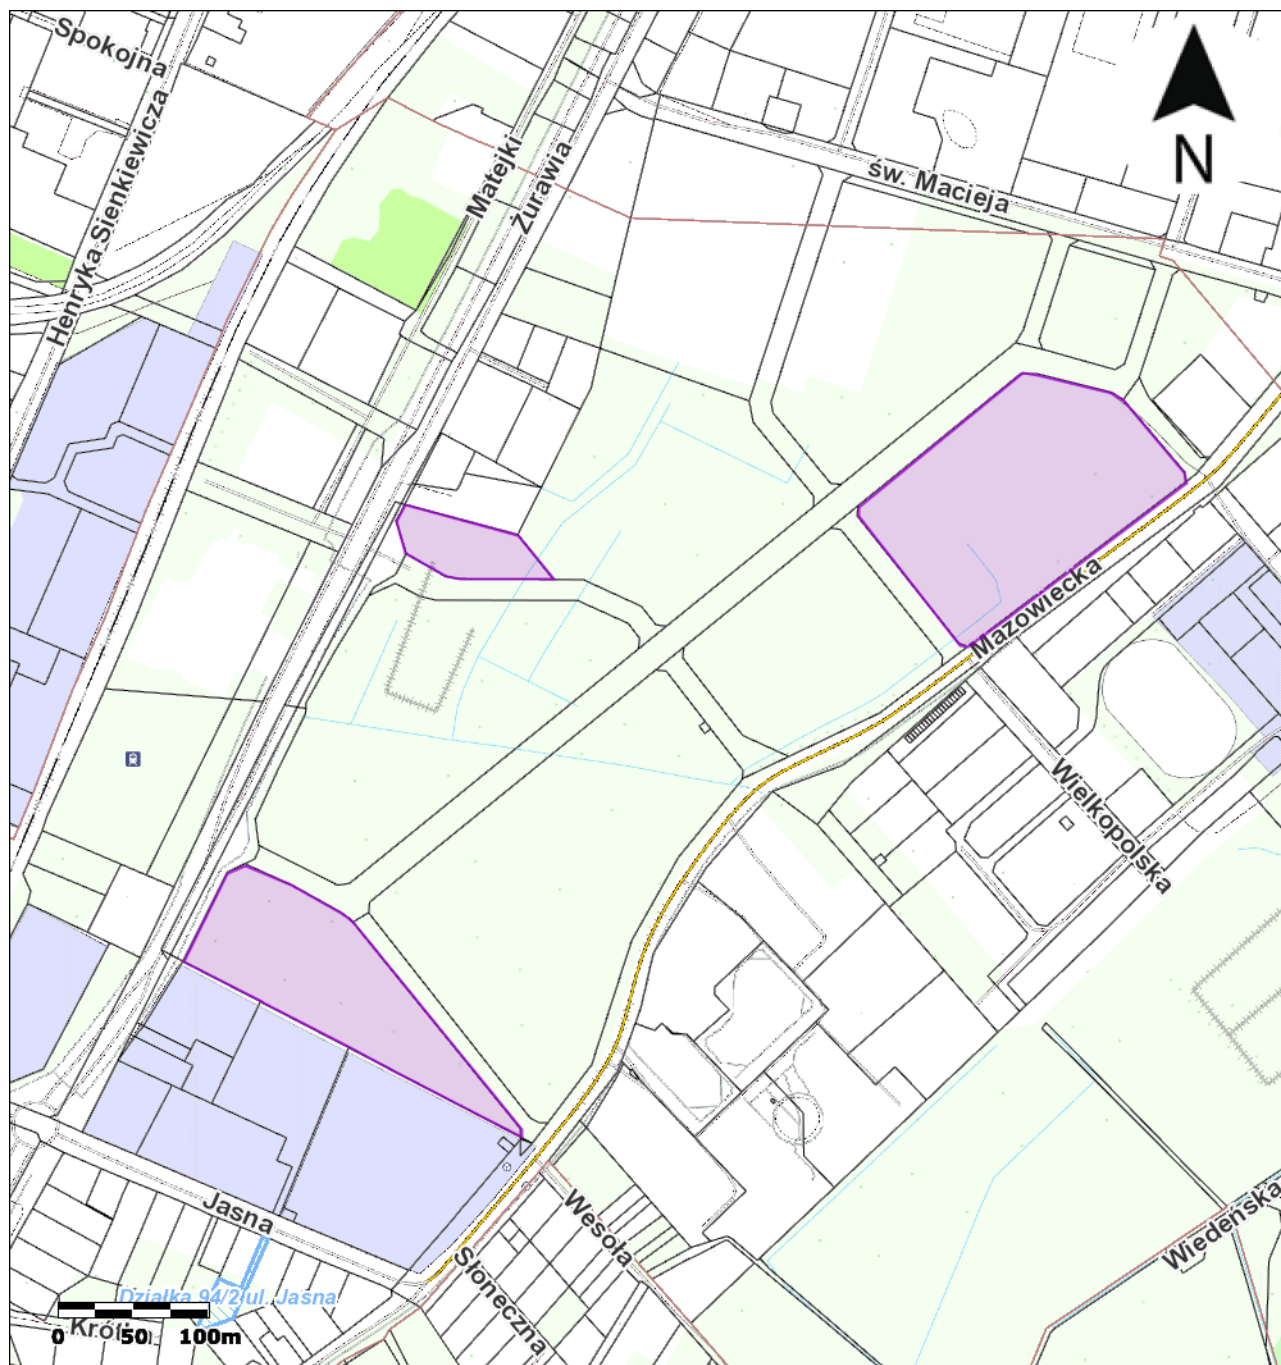 Spokojna
Henryka Sienkiewicza
Matejki
Żurawia
św. Macieja
N
Mazowiecka
Wielkopolska
Jasna
Wesoła
Słoneczna
Wiedeńska
Działka 94/2 ul. Jasna
0 50 100m